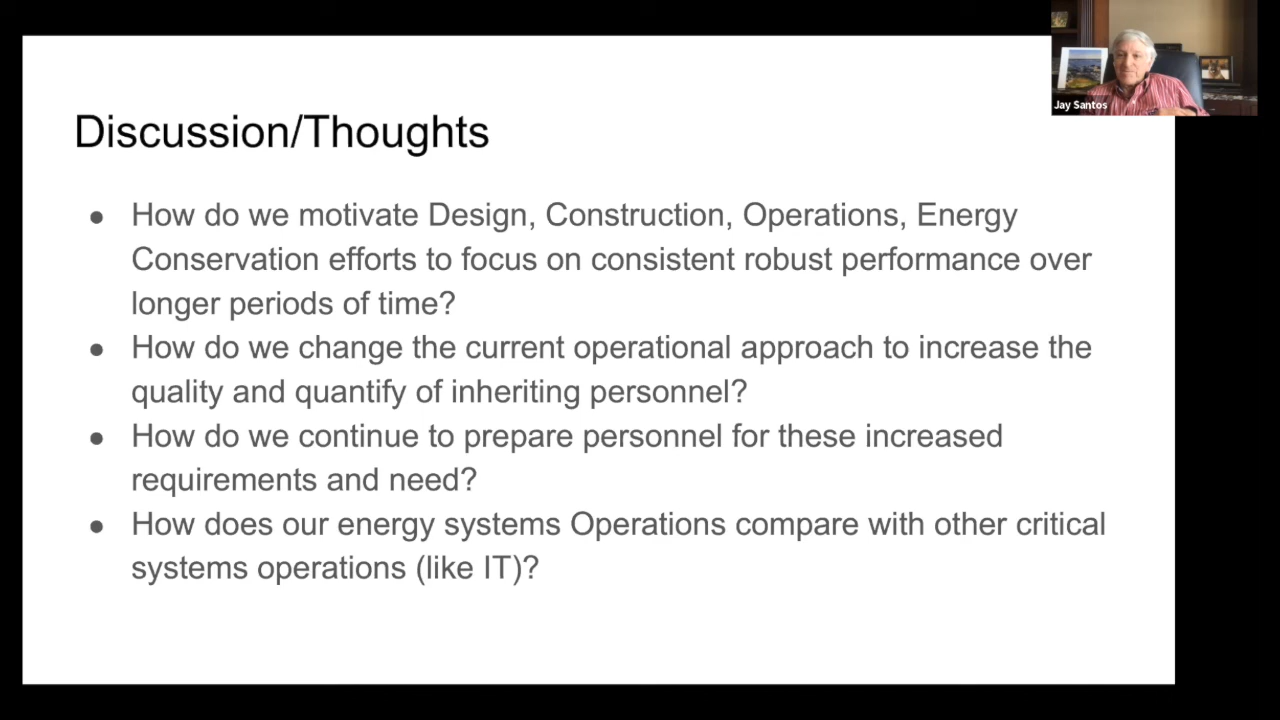 Jay Santos
Discussion/Thoughts
● How do we motivate Design, Construction, Operations, Energy
Conservation efforts to focus on consistent robust performance over
longer periods of time?
● How do we change the current operational approach to increase the
quality and quantify of inheriting personnel?
● How do we continue to prepare personnel for these increased
requirements and need?
● How does our energy systems Operations compare with other critical
systems operations (like IT)?